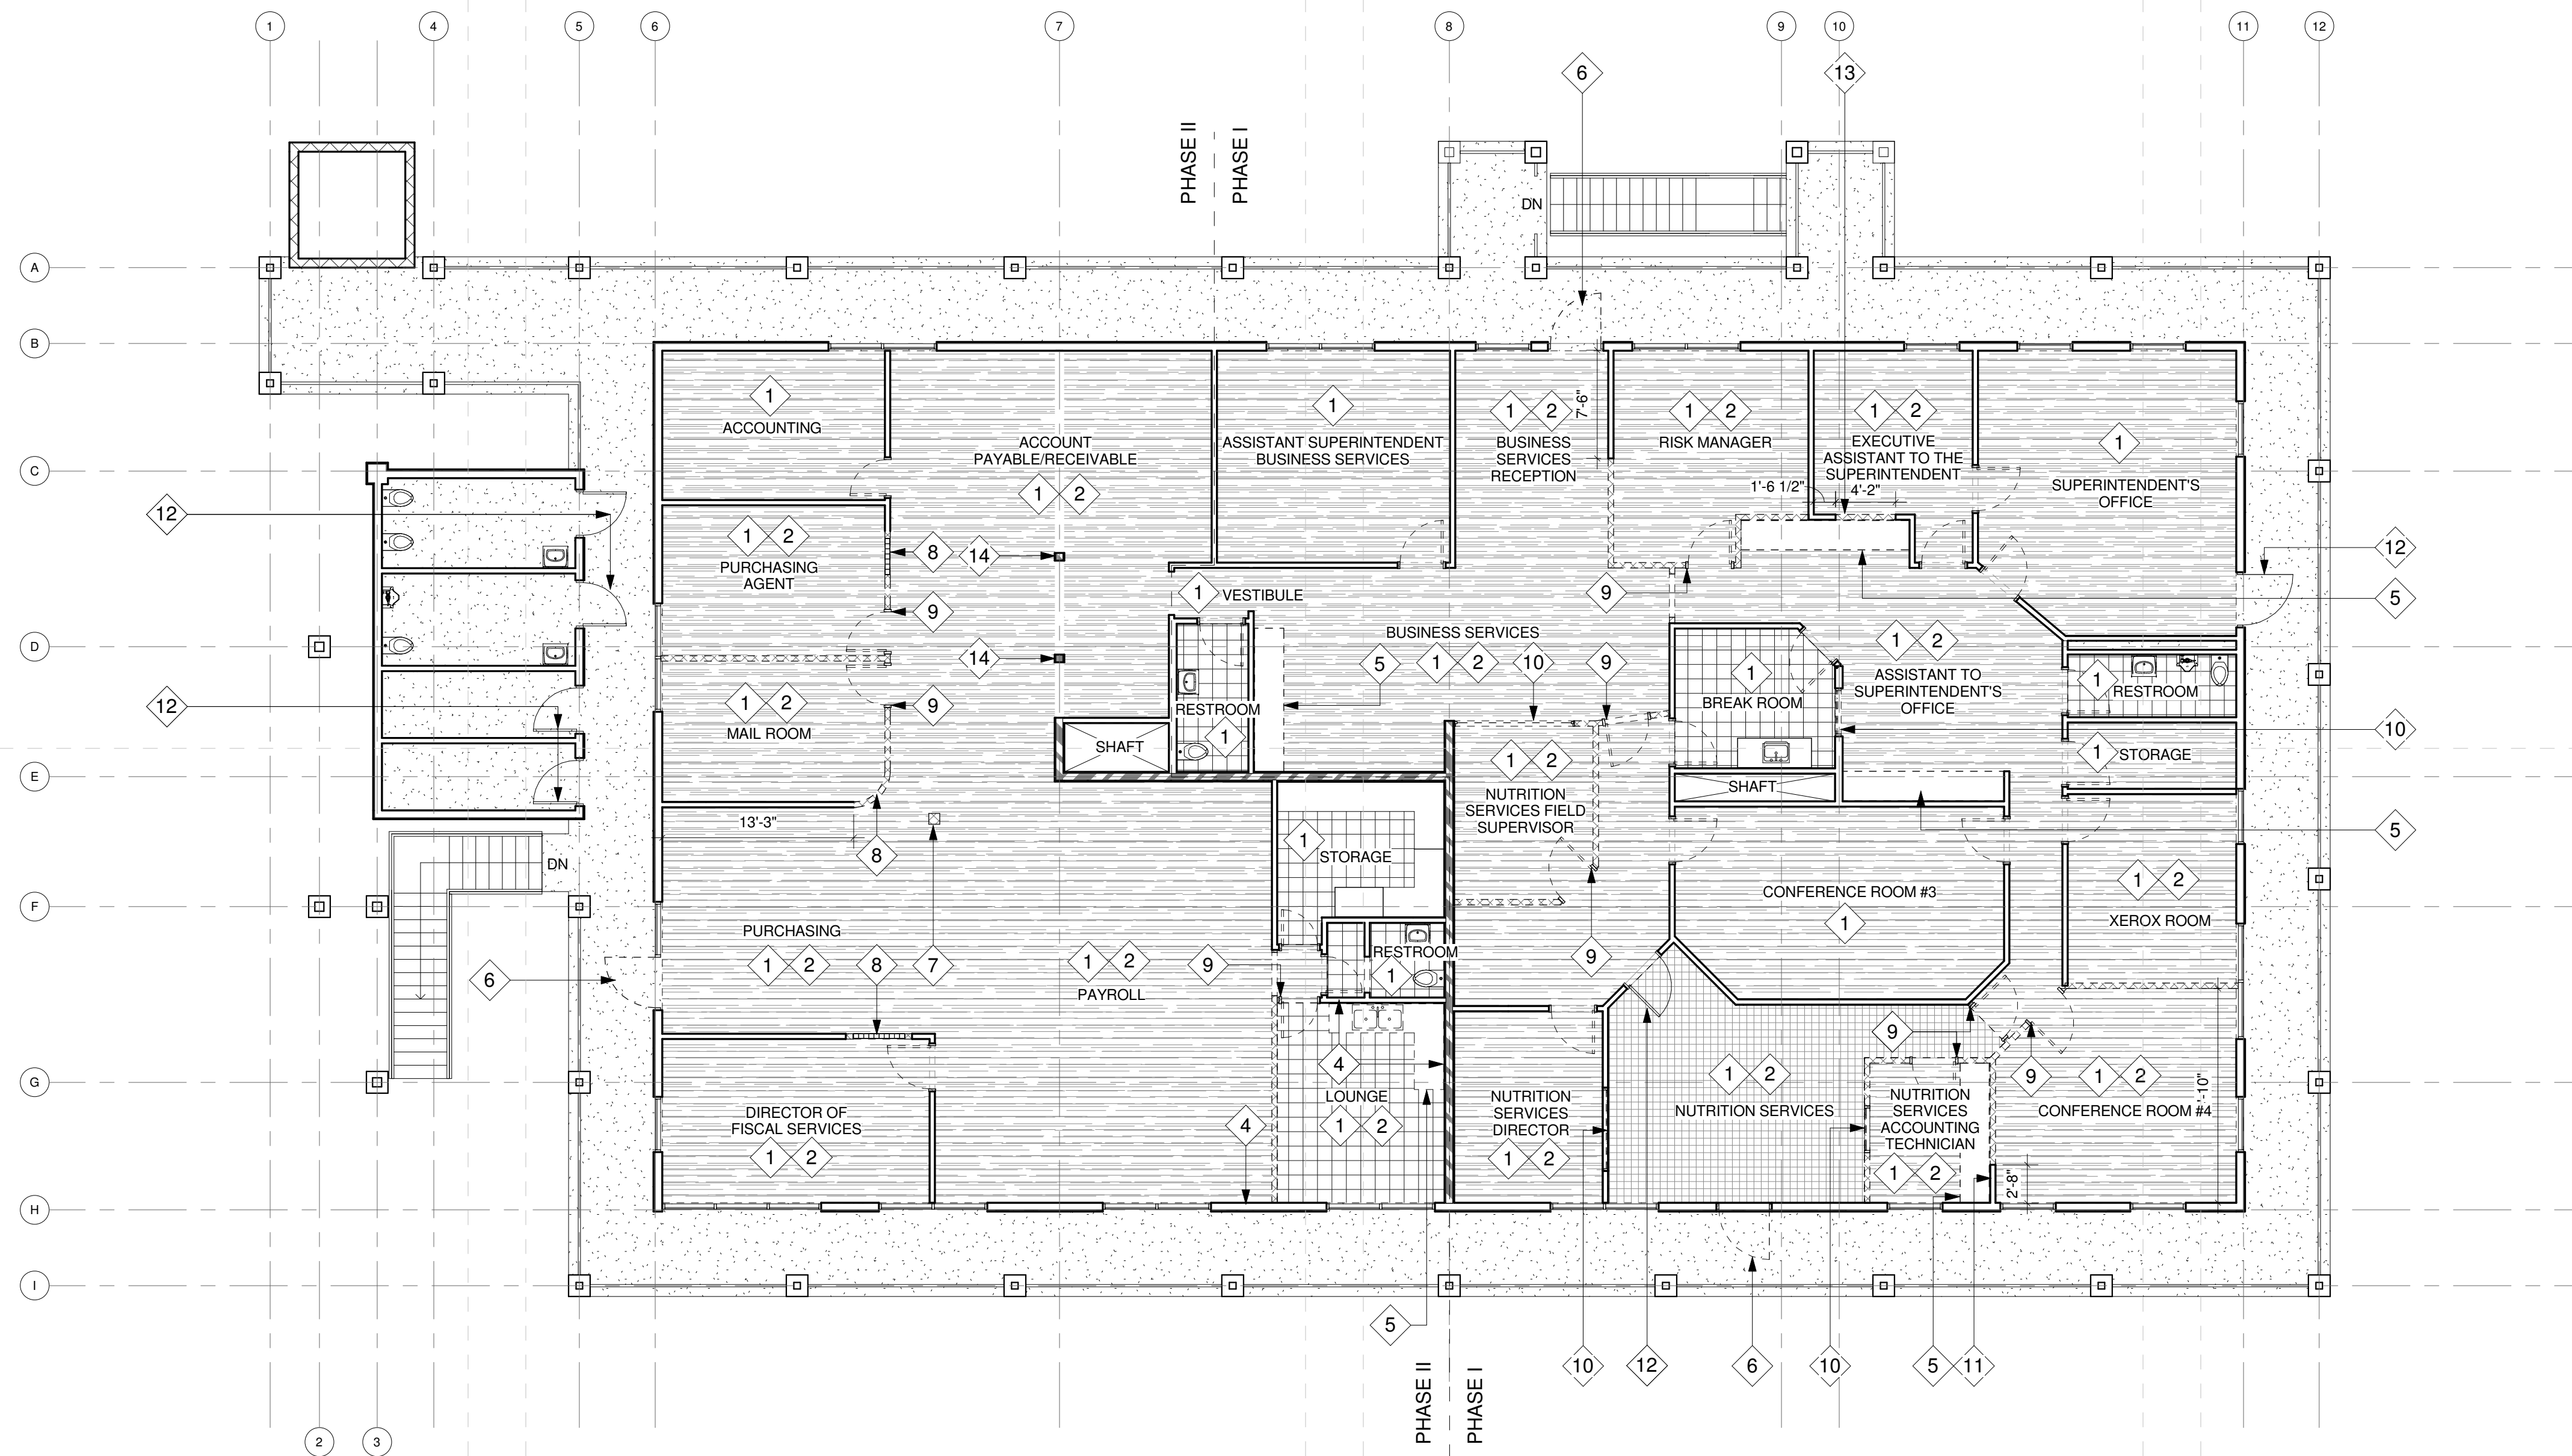 1
4
5
6
7
8
9
10
11
12
6
13
PHASE II
PHASE I
DN
A
B
1
ACCOUNTING
ACCOUNT
PAYABLE/RECEIVABLE
1
2
1
ASSISTANT SUPERINTENDENT
BUSINESS SERVICES
1
2
BUSINESS
SERVICES
RECEPTION
7'-6"
1
2
RISK MANAGER
1
2
EXECUTIVE
ASSISTANT TO THE
SUPERINTENDENT
1'-6 1/2"
4'-2"
1
SUPERINTENDENT'S
OFFICE
C
12
1
2
PURCHASING
AGENT
8
14
9
12
5
1
VESTIBULE
9
D
14
BUSINESS SERVICES
1
2
10
9
5
1
2
ASSISTANT TO
SUPERINTENDENT'S
OFFICE
1
BREAK ROOM
1
RESTROOM
12
1
2
MAIL ROOM
9
RESTROOM
1
SHAFT
10
1
STORAGE
E
1
2
NUTRITION
SERVICES FIELD
SUPERVISOR
SHAFT
5
13'-3"
8
DN
1
STORAGE
F
CONFERENCE ROOM #3
1
1
2
XEROX ROOM
PURCHASING
1
2
8
7
1
2
PAYROLL
9
RESTROOM
1
9
6
G
9
9
4
LOUNGE
1
2
4
DIRECTOR OF
FISCAL SERVICES
1
2
NUTRITION
SERVICES
DIRECTOR
1
2
1
2
NUTRITION SERVICES
NUTRITION
SERVICES
ACCOUNTING
TECHNICIAN
1
2
1
2
CONFERENCE ROOM #4
-10"
2'-8"
H
I
5
10
12
6
10
5
11
PHASE II
PHASE I
2
3